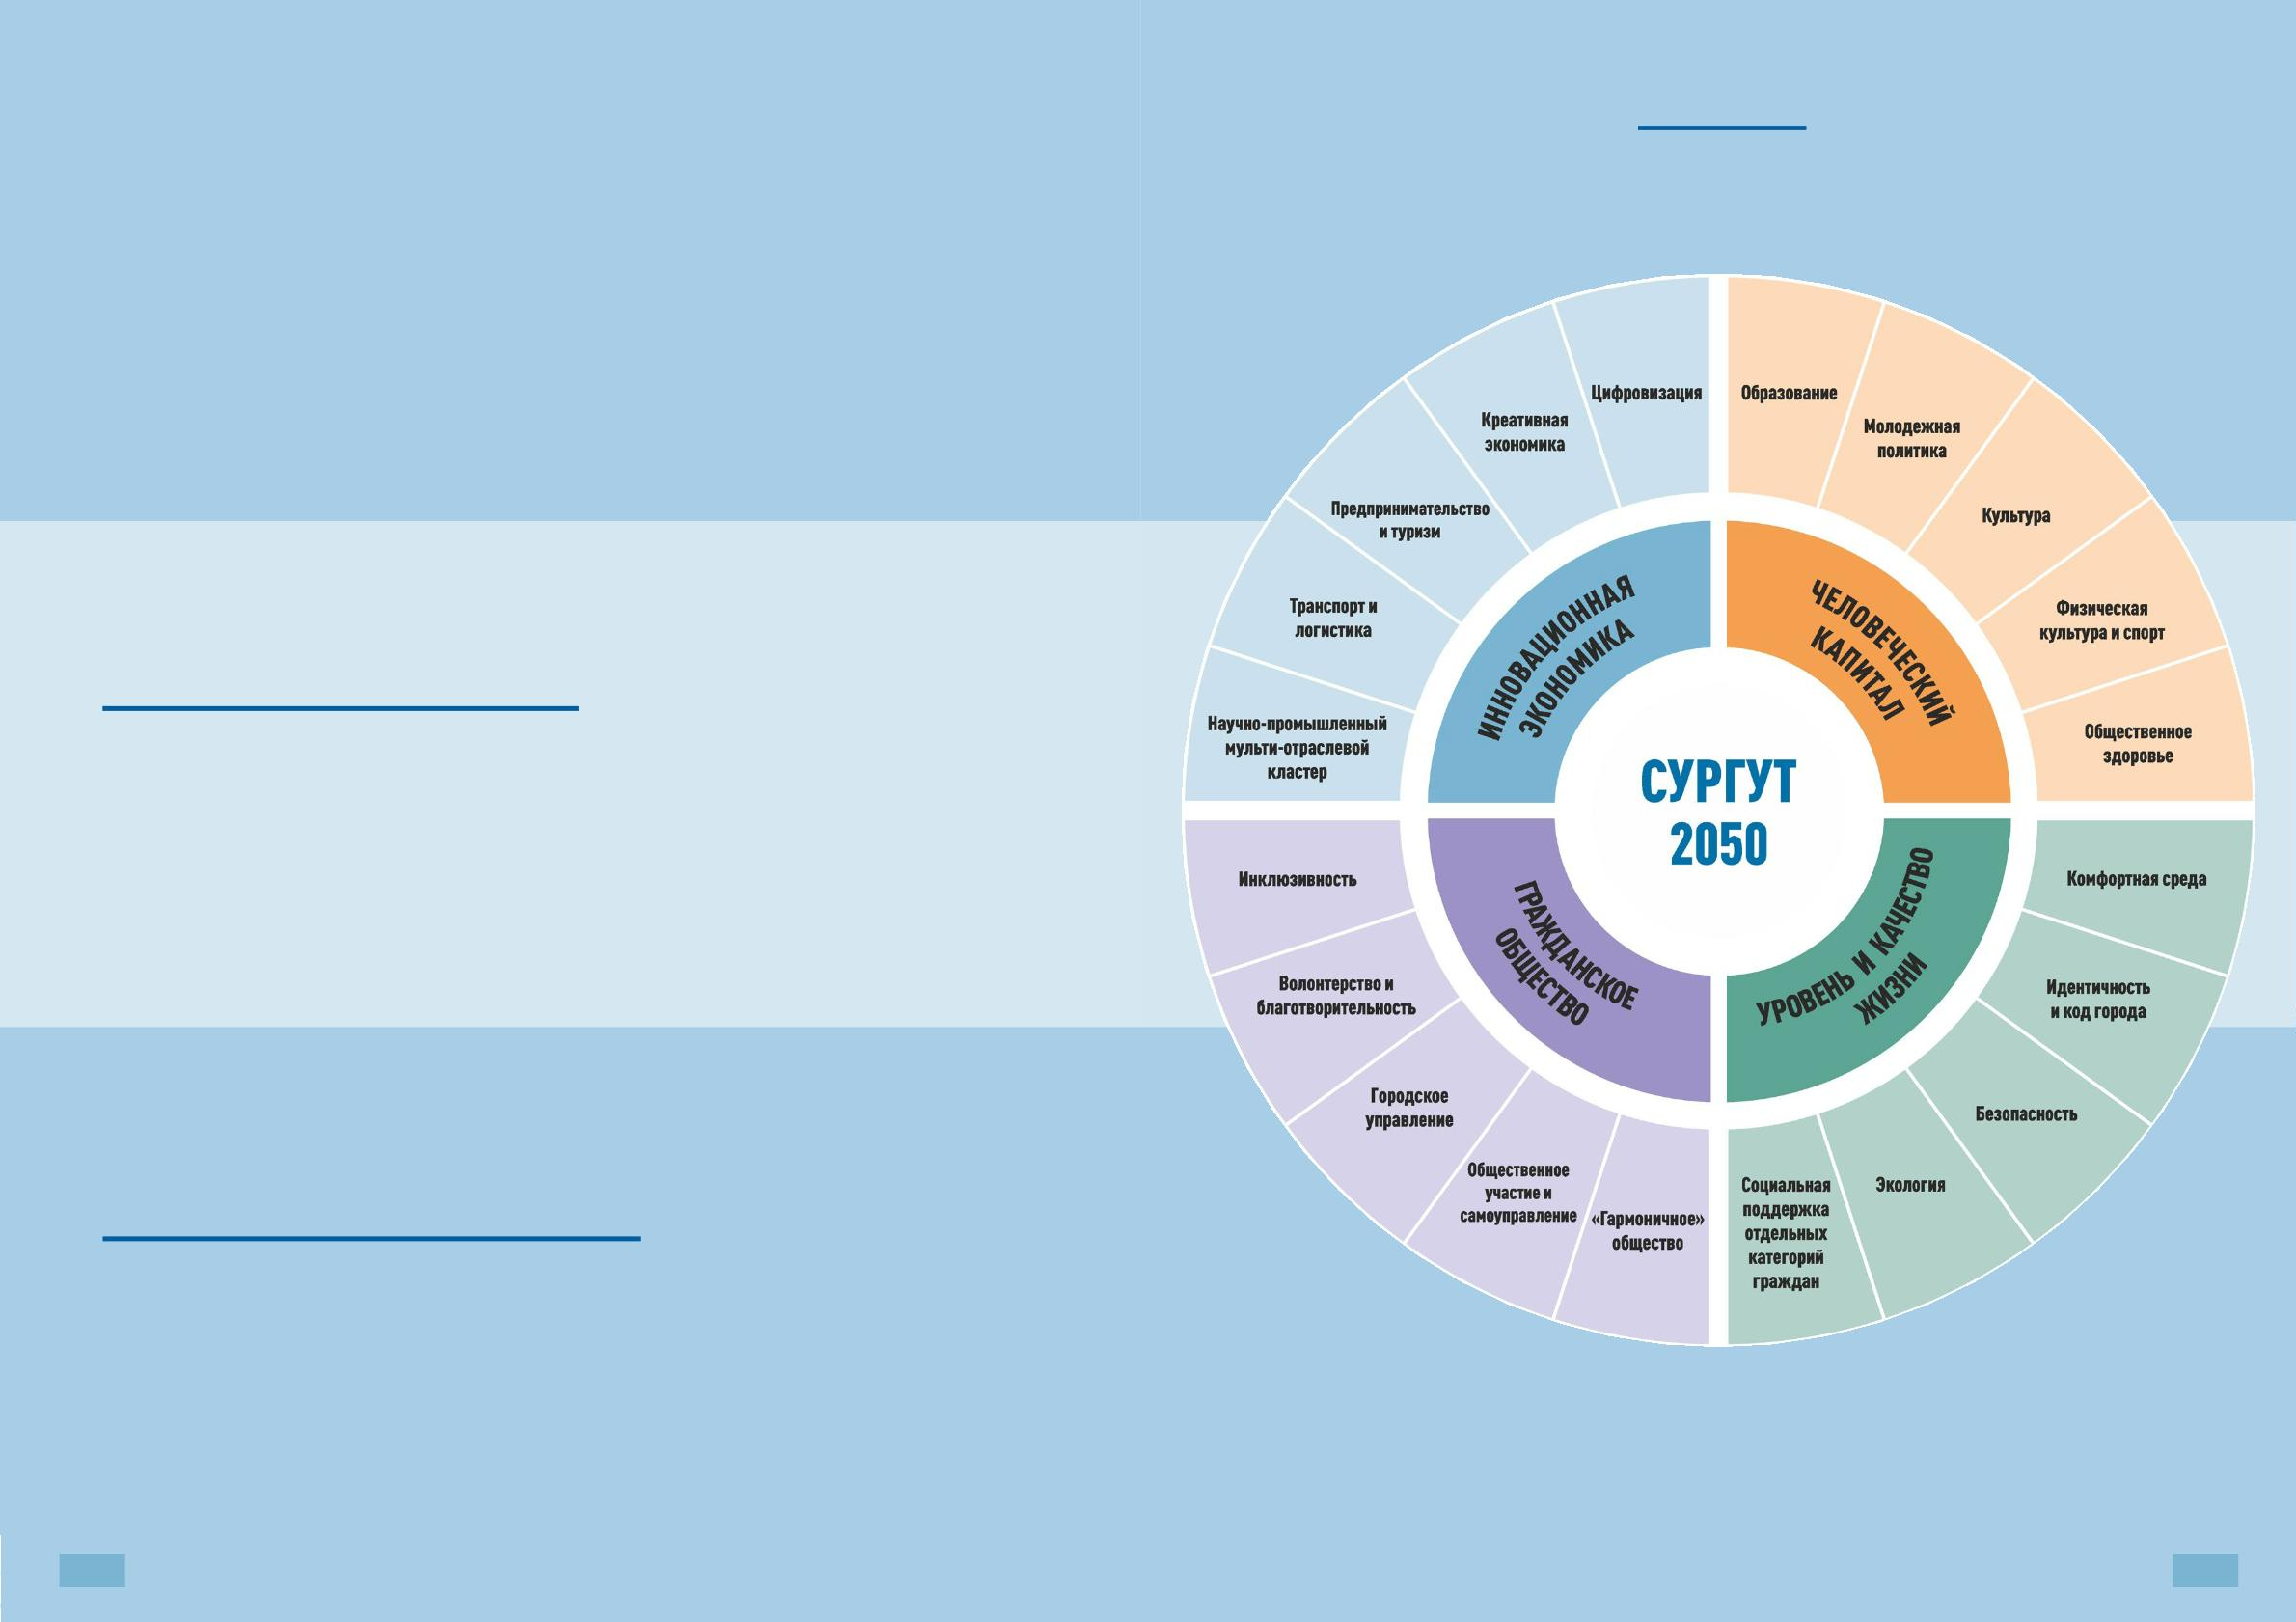 Цифровизация
Образование
Креативная
экономика
Молодежная
политика
Предпринимательство
и туризм
Культура
Транспорт и
логистика
Физическая
культура и спорт
Научно-промышленный
мульти-отраслевой
кластер
Общественное
здоровье
ИННОВАЦИОННАЯ
ЭКОНОМИКА
ЧЕЛОВЕЧЕСКИЙ
КАПИТАЛ
СУРГУТ
2050
ГРАЖДАНСКОЕ
ОБЩЕСТВО
УРОВЕНЬ И КАЧЕСТВО
ЖИЗНИ
Инклюзивность
Комфортная среда
Волонтерство и
благотворительность
Идентичность
и код города
Городское
управление
Безопасность
Общественное
участие и
самоуправление
«Гармоничное»
общество
Социальная
поддержка
отдельных
категорий
граждан
Экология